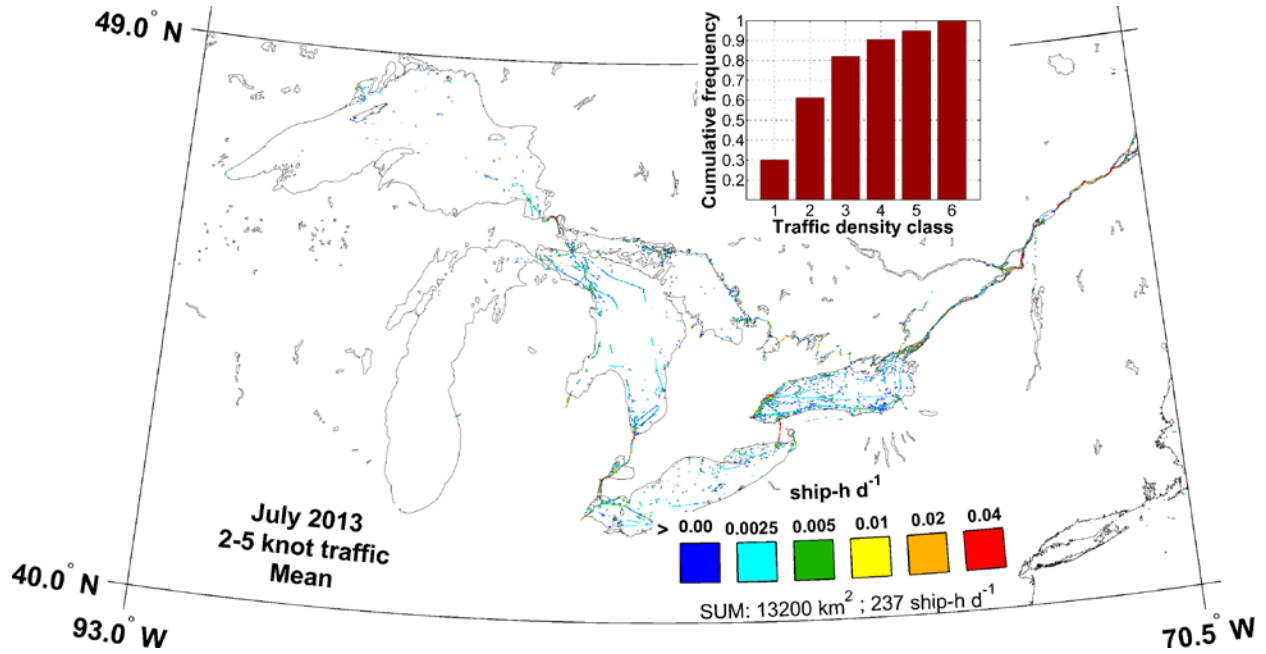 49.0° N
1
0.9
0.8
0.7
0.6
0.5
0.4
0.3
0.2
Cumulative frequency
1 2 3 4 5 6
Traffic density class
ship-h d⁻¹
> 0.00 0.0025 0.005 0.01 0.02 0.04
July 2013
2-5 knot traffic
Mean
SUM: 13200 km² ; 237 ship-h d⁻¹
40.0° N
93.0° W
70.5° W